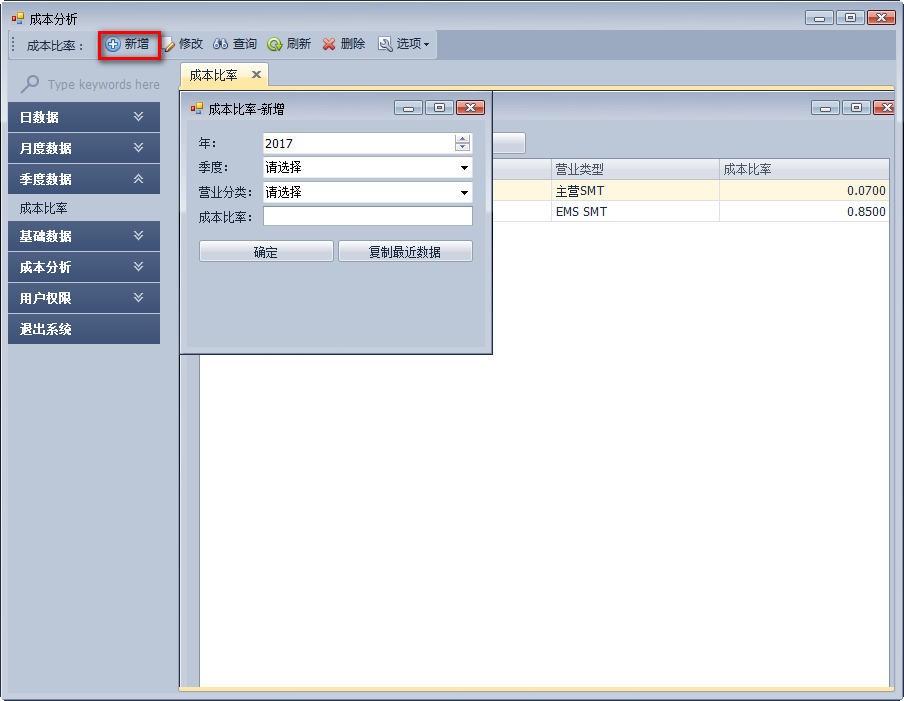 成本分析
成本比率： 新增 修改 查询 刷新 删除 选项
Type keywords here
日数据
月度数据
季度数据
成本比率
基础数据
成本分析
用户权限
退出系统
成本比率
成本比率-新增
年： 2017
季度： 请选择
营业分类： 请选择
成本比率：
确定 复制最近数据
营业类型 成本比率
主营SMT 0.0700
EMS SMT 0.8500